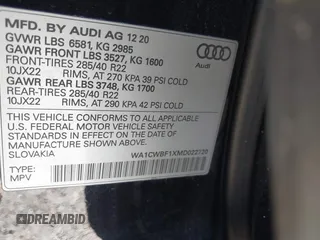 MFD. BY AUDI AG 12 20
GVWR LBS 6581, KG 2985
GAWR FRONT LBS 3527, KG 1600
FRONT-TIRES 285/40 R22
10JX22 RIMS, AT 270 KPA 39 PSI COLD
GAWR REAR LBS 3748, KG 1700
REAR-TIRES 285/40 R22
10JX22 RIMS, AT 290 KPA 42 PSI COLD
Audi
THIS VEHICLE CONFORMS TO ALL APPLICABLE
U.S. FEDERAL MOTOR VEHICLE SAFETY
STANDARDS IN EFFECT ON THE DATE OF
MANUFACTURE SHOWN ABOVE.
SLOVAKIA
TYPE:
MPV
DREAMBID